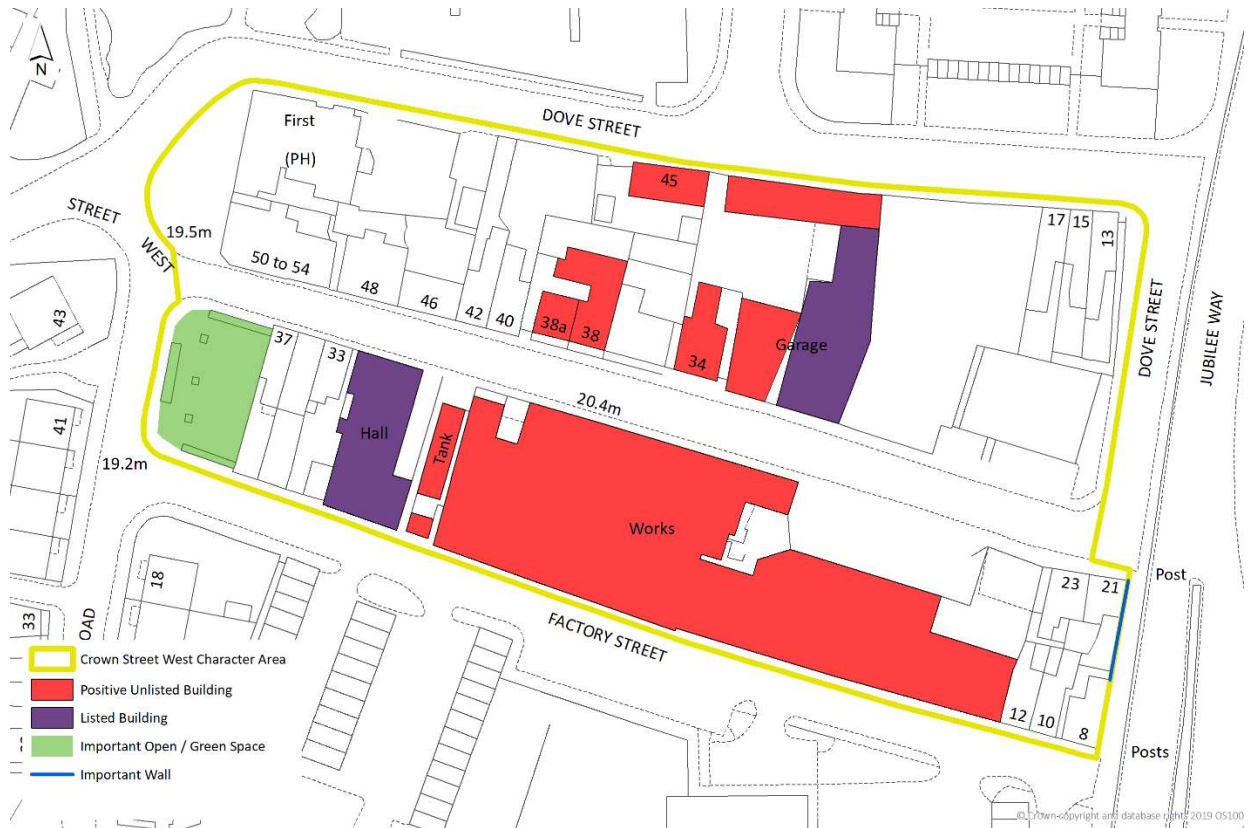 N
DOVE STREET
First
(PH)
45
17
15
13
STREET
WEST
19.5m
50 to 54
48
46
42
40
38a
38
34
Garage
DOVE STREET
JUBILEE WAY
43
37
33
20.4m
41
Hall
Tank
19.2m
Works
Post
23
21
18
33
OAD
FACTORY STREET
12
10
8
Posts
Crown Street West Character Area
Positive Unlisted Building
Listed Building
Important Open / Green Space
Important Wall
© Crown copyright and database rights 2019 OS100